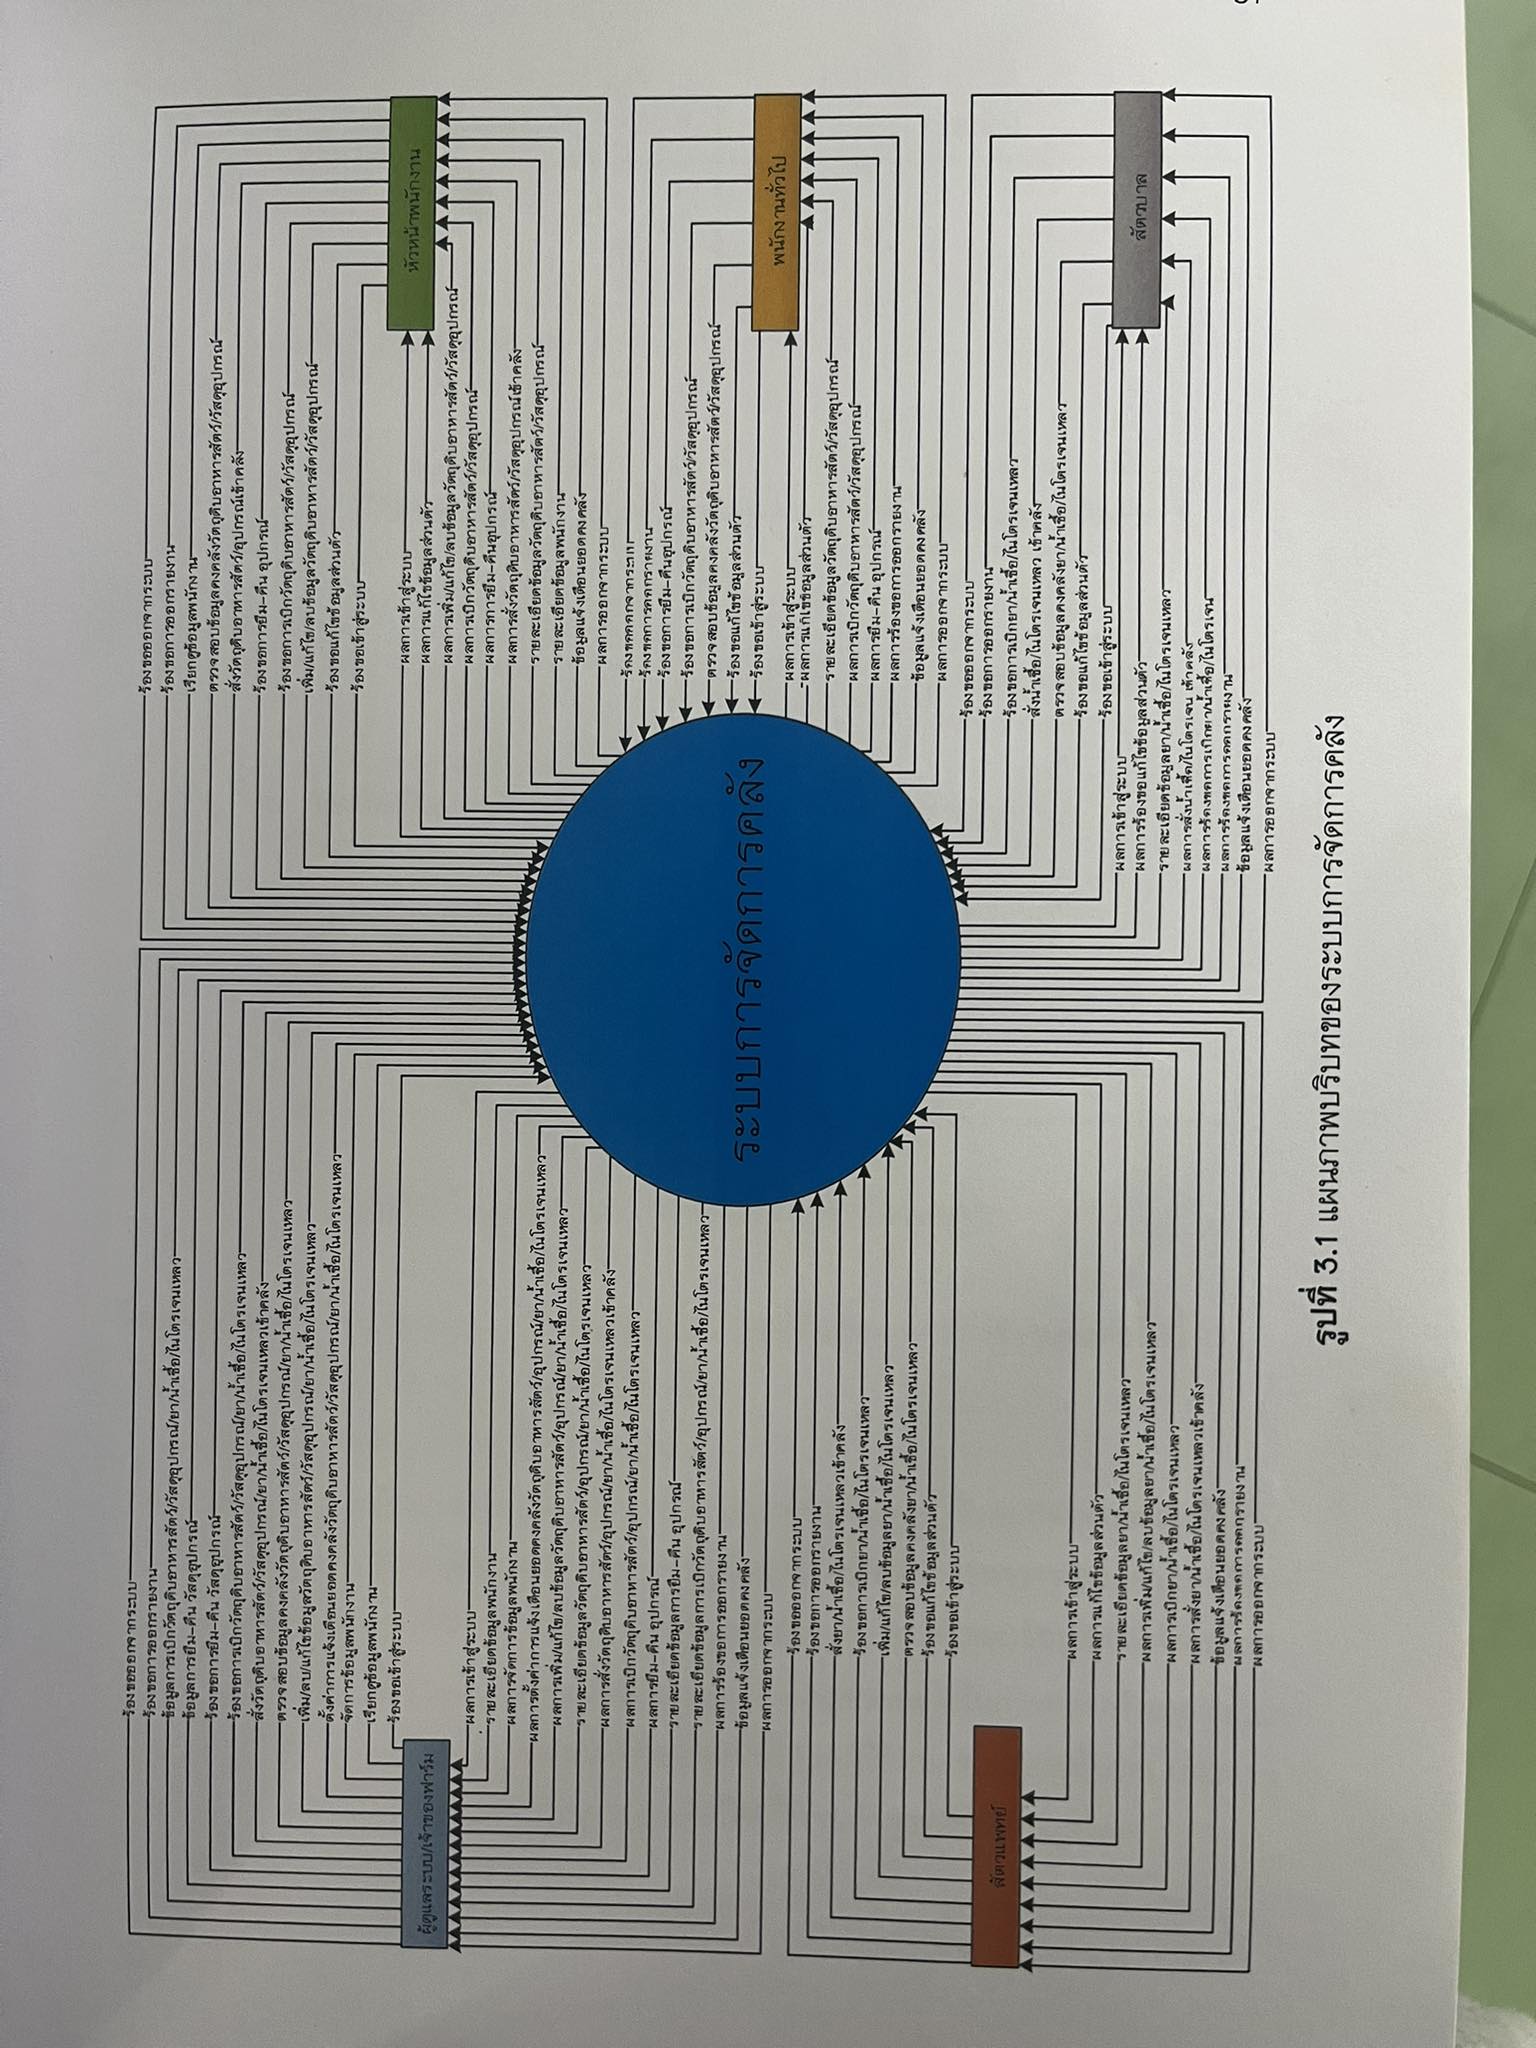 ร้องขอออกจากระบบ
ร้องขอการออกรายงาน
ข้อมูลการเบิกวัตถุดิบอาหารสัตว์/วัสดุอุปกรณ์/ยา/น้ำเชื้อ/ไนโตรเจนเหลว
ข้อมูลการยืม-คืน วัสดุอุปกรณ์
ร้องขอการยืม-คืน วัสดุอุปกรณ์
ร้องขอการเบิกวัตถุดิบอาหารสัตว์/วัสดุอุปกรณ์/ยา/น้ำเชื้อ/ไนโตรเจนเหลว
สั่งวัตถุดิบอาหารสัตว์/วัสดุอุปกรณ์/ยา/น้ำเชื้อ/ไนโตรเจนเหลวเข้าคลัง
ตรวจสอบข้อมูลคงคลังวัตถุดิบอาหารสัตว์/วัสดุอุปกรณ์/ยา/น้ำเชื้อ/ไนโตรเจนเหลว
เพิ่ม/ลบ/แก้ไขข้อมูลวัตถุดิบอาหารสัตว์/วัสดุอุปกรณ์/ยา/น้ำเชื้อ/ไนโตรเจนเหลว
ตั้งค่าการแจ้งเตือนยอดคงคลังวัตถุดิบอาหารสัตว์/วัสดุอุปกรณ์/ยา/น้ำเชื้อ/ไนโตรเจนเหลว
จัดการข้อมูลพนักงาน
เรียกดูข้อมูลพนักงาน
ร้องขอเข้าสู่ระบบ
ผู้ดูแลระบบ/เจ้าของฟาร์ม
ผลการเข้าสู่ระบบ
รายละเอียดข้อมูลพนักงาน
ผลการจัดการข้อมูลพนักงาน
ผลการตั้งค่าการแจ้งเตือนยอดคงคลังวัตถุดิบอาหารสัตว์/อุปกรณ์/ยา/น้ำเชื้อ/ไนโตรเจนเหลว
ผลการเพิ่ม/แก้ไข/ลบข้อมูลวัตถุดิบอาหารสัตว์/อุปกรณ์/ยา/น้ำเชื้อ/ไนโตรเจนเหลว
รายละเอียดข้อมูลวัตถุดิบอาหารสัตว์/อุปกรณ์/ยา/น้ำเชื้อ/ไนโตรเจนเหลว
ผลการสั่งวัตถุดิบอาหารสัตว์/อุปกรณ์/ยา/น้ำเชื้อ/ไนโตรเจนเหลวเข้าคลัง
ผลการเบิกวัตถุดิบอาหารสัตว์/อุปกรณ์/ยา/น้ำเชื้อ/ไนโตรเจนเหลว
ผลการยืม-คืน อุปกรณ์
รายละเอียดข้อมูลการยืม-คืน อุปกรณ์
รายละเอียดข้อมูลการเบิกวัตถุดิบอาหารสัตว์/อุปกรณ์/ยา/น้ำเชื้อ/ไนโตรเจนเหลว
ผลการร้องขอการออกรายงาน
ข้อมูลแจ้งเตือนยอดคงคลัง
ผลการออกจากระบบ
ร้องขอออกจากระบบ
ร้องขอการออกรายงาน
สั่งยา/น้ำเชื้อ/ไนโตรเจนเหลวเข้าคลัง
ร้องขอการเบิกยา/น้ำเชื้อ/ไนโตรเจนเหลว
เพิ่ม/แก้ไข/ลบข้อมูลยา/น้ำเชื้อ/ไนโตรเจนเหลว
ตรวจสอบข้อมูลคงคลังยา/น้ำเชื้อ/ไนโตรเจนเหลว
ร้องขอแก้ไขข้อมูลส่วนตัว
ร้องขอเข้าสู่ระบบ
สัตวแพทย์
ผลการเข้าสู่ระบบ
ผลการแก้ไขข้อมูลส่วนตัว
รายละเอียดข้อมูลยา/น้ำเชื้อ/ไนโตรเจนเหลว
ผลการเพิ่ม/แก้ไข/ลบข้อมูลยา/น้ำเชื้อ/ไนโตรเจนเหลว
ผลการเบิกยา/น้ำเชื้อ/ไนโตรเจนเหลว
ผลการสั่งยา/น้ำเชื้อ/ไนโตรเจนเหลวเข้าคลัง
ข้อมูลแจ้งเตือนยอดคงคลัง
ผลการร้องขอการออกรายงาน
ผลการออกจากระบบ
ระบบการจัดการคลัง
ร้องขอออกจากระบบ
ร้องขอการออกรายงาน
เรียกดูข้อมูลพนักงาน
ตรวจสอบข้อมูลคงคลังวัตถุดิบอาหารสัตว์/วัสดุอุปกรณ์
สั่งวัตถุดิบอาหารสัตว์/อุปกรณ์เข้าคลัง
ร้องขอการยืม-คืน อุปกรณ์
ร้องขอการเบิกวัตถุดิบอาหารสัตว์/วัสดุอุปกรณ์
เพิ่ม/แก้ไข/ลบข้อมูลวัตถุดิบอาหารสัตว์/วัสดุอุปกรณ์
ร้องขอแก้ไขข้อมูลส่วนตัว
ร้องขอเข้าสู่ระบบ
หัวหน้าพนักงาน
ผลการเข้าสู่ระบบ
ผลการแก้ไขข้อมูลส่วนตัว
ผลการเพิ่ม/แก้ไข/ลบข้อมูลวัตถุดิบอาหารสัตว์/วัสดุอุปกรณ์
ผลการเบิกวัตถุดิบอาหารสัตว์/วัสดุอุปกรณ์
ผลการการยืม-คืนอุปกรณ์
ผลการสั่งวัตถุดิบอาหารสัตว์/วัสดุอุปกรณ์เข้าคลัง
รายละเอียดข้อมูลวัตถุดิบอาหารสัตว์/วัสดุอุปกรณ์
รายละเอียดข้อมูลพนักงาน
ข้อมูลแจ้งเตือนยอดคงคลัง
ผลการออกจากระบบ
ร้องขอออกจากระบบ
ร้องขอการออกรายงาน
ร้องขอการยืม-คืนอุปกรณ์
ร้องขอการเบิกวัตถุดิบอาหารสัตว์/วัสดุอุปกรณ์
ตรวจสอบข้อมูลคงคลังวัตถุดิบอาหารสัตว์/วัสดุอุปกรณ์
ร้องขอแก้ไขข้อมูลส่วนตัว
ร้องขอเข้าสู่ระบบ
พนักงานทั่วไป
ผลการเข้าสู่ระบบ
ผลการแก้ไขข้อมูลส่วนตัว
รายละเอียดข้อมูลวัตถุดิบอาหารสัตว์/วัสดุอุปกรณ์
ผลการเบิกวัตถุดิบอาหารสัตว์/วัสดุอุปกรณ์
ผลการยืม-คืน อุปกรณ์
ผลการร้องขอการออกรายงาน
ข้อมูลแจ้งเตือนยอดคงคลัง
ผลการออกจากระบบ
ร้องขอออกจากระบบ
ร้องขอการออกรายงาน
ร้องขอการเบิกยา/น้ำเชื้อ/ไนโตรเจนเหลว
สั่งน้ำเชื้อ/ไนโตรเจนเหลว เข้าคลัง
ตรวจสอบข้อมูลคงคลังยา/น้ำเชื้อ/ไนโตรเจนเหลว
ร้องขอแก้ไขข้อมูลส่วนตัว
ร้องขอเข้าสู่ระบบ
สัตวบาล
ผลการเข้าสู่ระบบ
ผลการร้องขอแก้ไขข้อมูลส่วนตัว
รายละเอียดข้อมูลยา/น้ำเชื้อ/ไนโตรเจนเหลว
ผลการสั่งน้ำเชื้อ/ไนโตรเจน เข้าคลัง
ผลการร้องขอการเบิกยา/น้ำเชื้อ/ไนโตรเจน
ผลการร้องขอการออกรายงาน
ข้อมูลแจ้งเตือนยอดคงคลัง
ผลการออกจากระบบ
รูปที่ 3.1 แผนภาพบริบทของระบบการจัดการคลัง